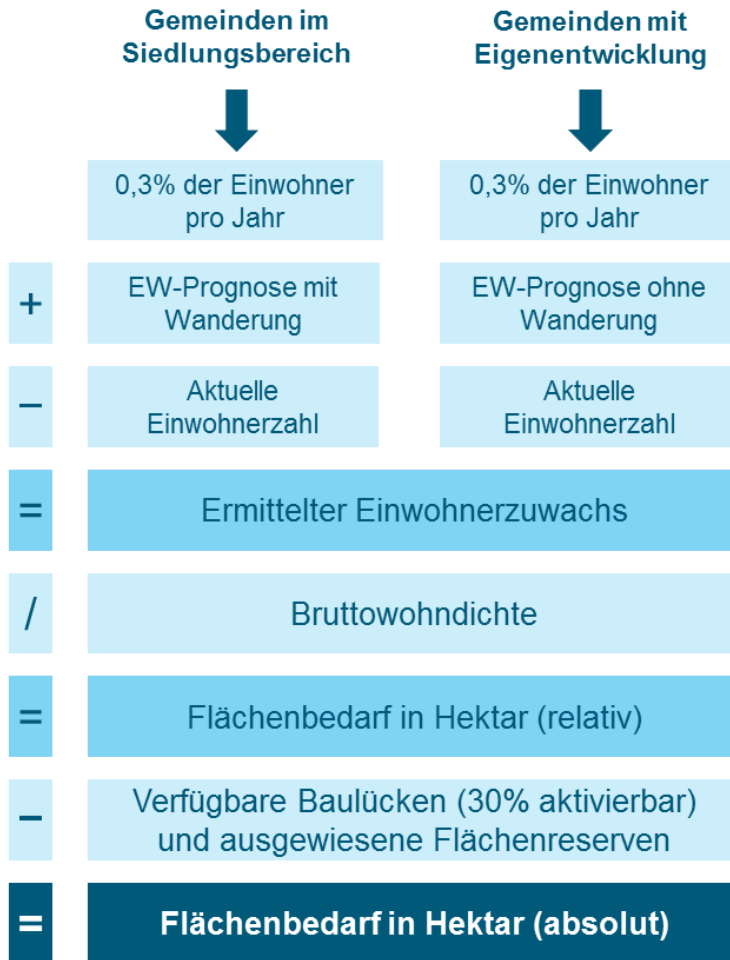 Gemeinden im
Siedlungsbereich
Gemeinden mit
Eigenentwicklung
0,3% der Einwohner
pro Jahr
0,3% der Einwohner
pro Jahr
+
EW-Prognose mit
Wanderung
EW-Prognose ohne
Wanderung
–
Aktuelle
Einwohnerzahl
Aktuelle
Einwohnerzahl
=
Ermittelter Einwohnerzuwachs
/
Bruttowohndichte
=
Flächenbedarf in Hektar (relativ)
–
Verfügbare Baulücken (30% aktivierbar)
und ausgewiesene Flächenreserven
=
Flächenbedarf in Hektar (absolut)